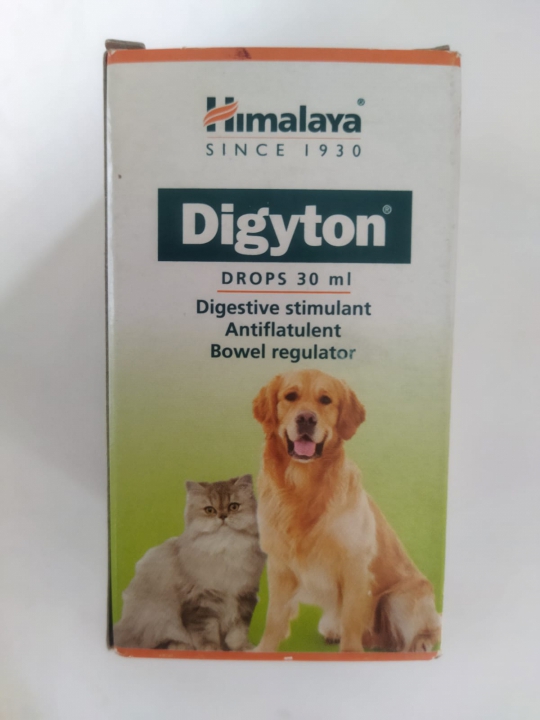 Himalaya®
SINCE 1930
Digyton®
DROPS 30 ml
Digestive stimulant
Antiflatulent
Bowel regulator